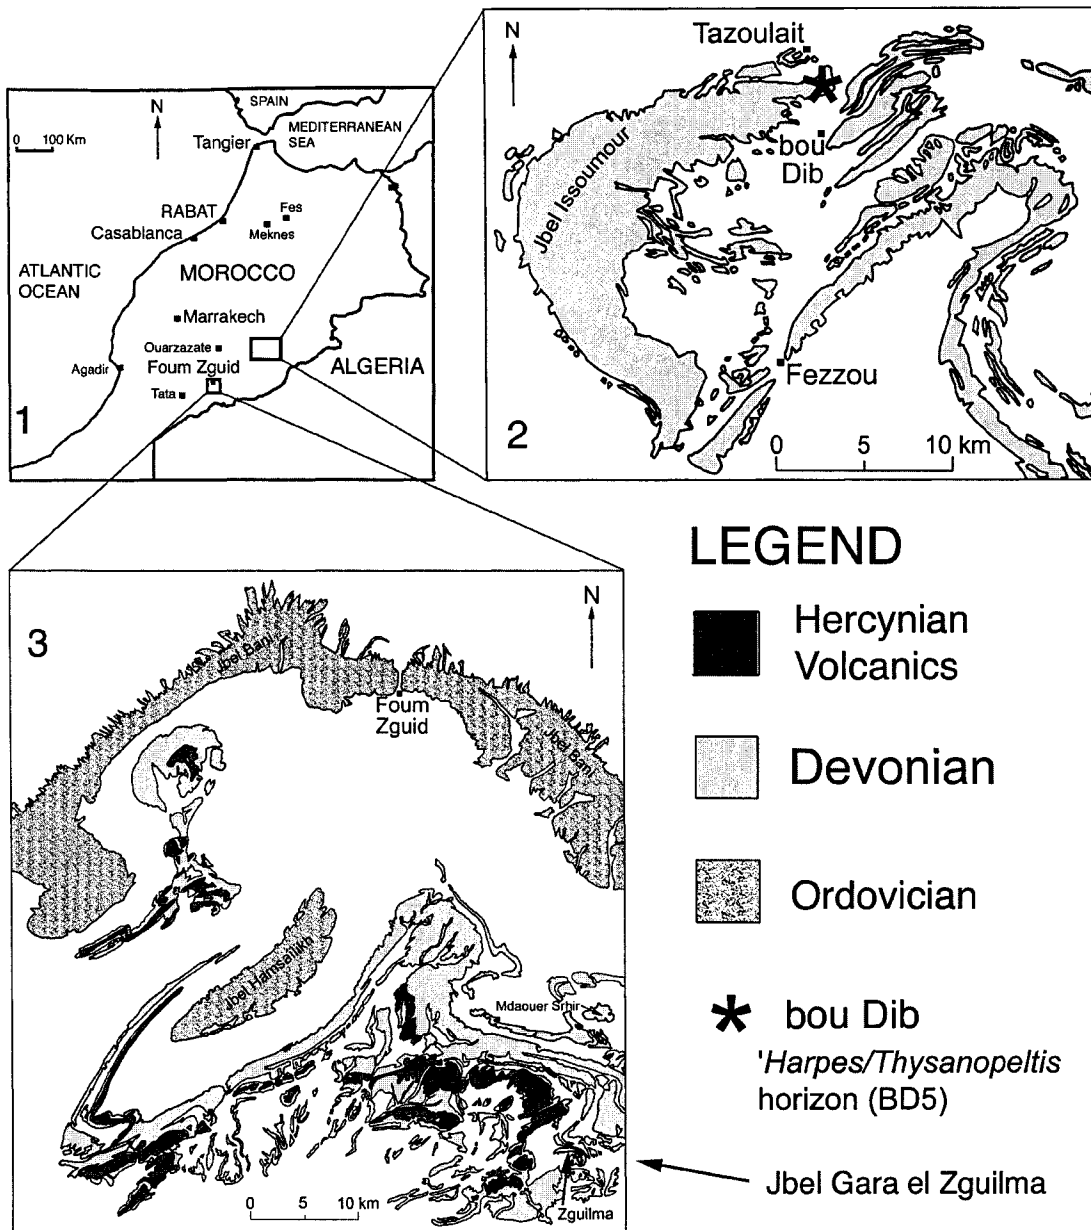 N
SPAIN
MEDITERRANEAN
SEA
0 100 Km
Tangier
RABAT
Casablanca
Fes
Meknes
ATLANTIC
OCEAN
MOROCCO
Marrakech
Ouarzazate
Foum Zguid
Agadir
Tata
ALGERIA
1
N
Tazoulait
bou
Dib
Jbel Issoumour
Fezzou
2
0 5 10 km
3
N
Jbel Bani
Foum
Zguid
Jbel Bani
Jbel Hamsailikh
Mdaouer Srhir
0 5 10 km
Zguilma
LEGEND
Hercynian
Volcanics
Devonian
Ordovician
* bou Dib
'Harpes/Thysanopeltis
horizon (BD5)
Jbel Gara el Zguilma